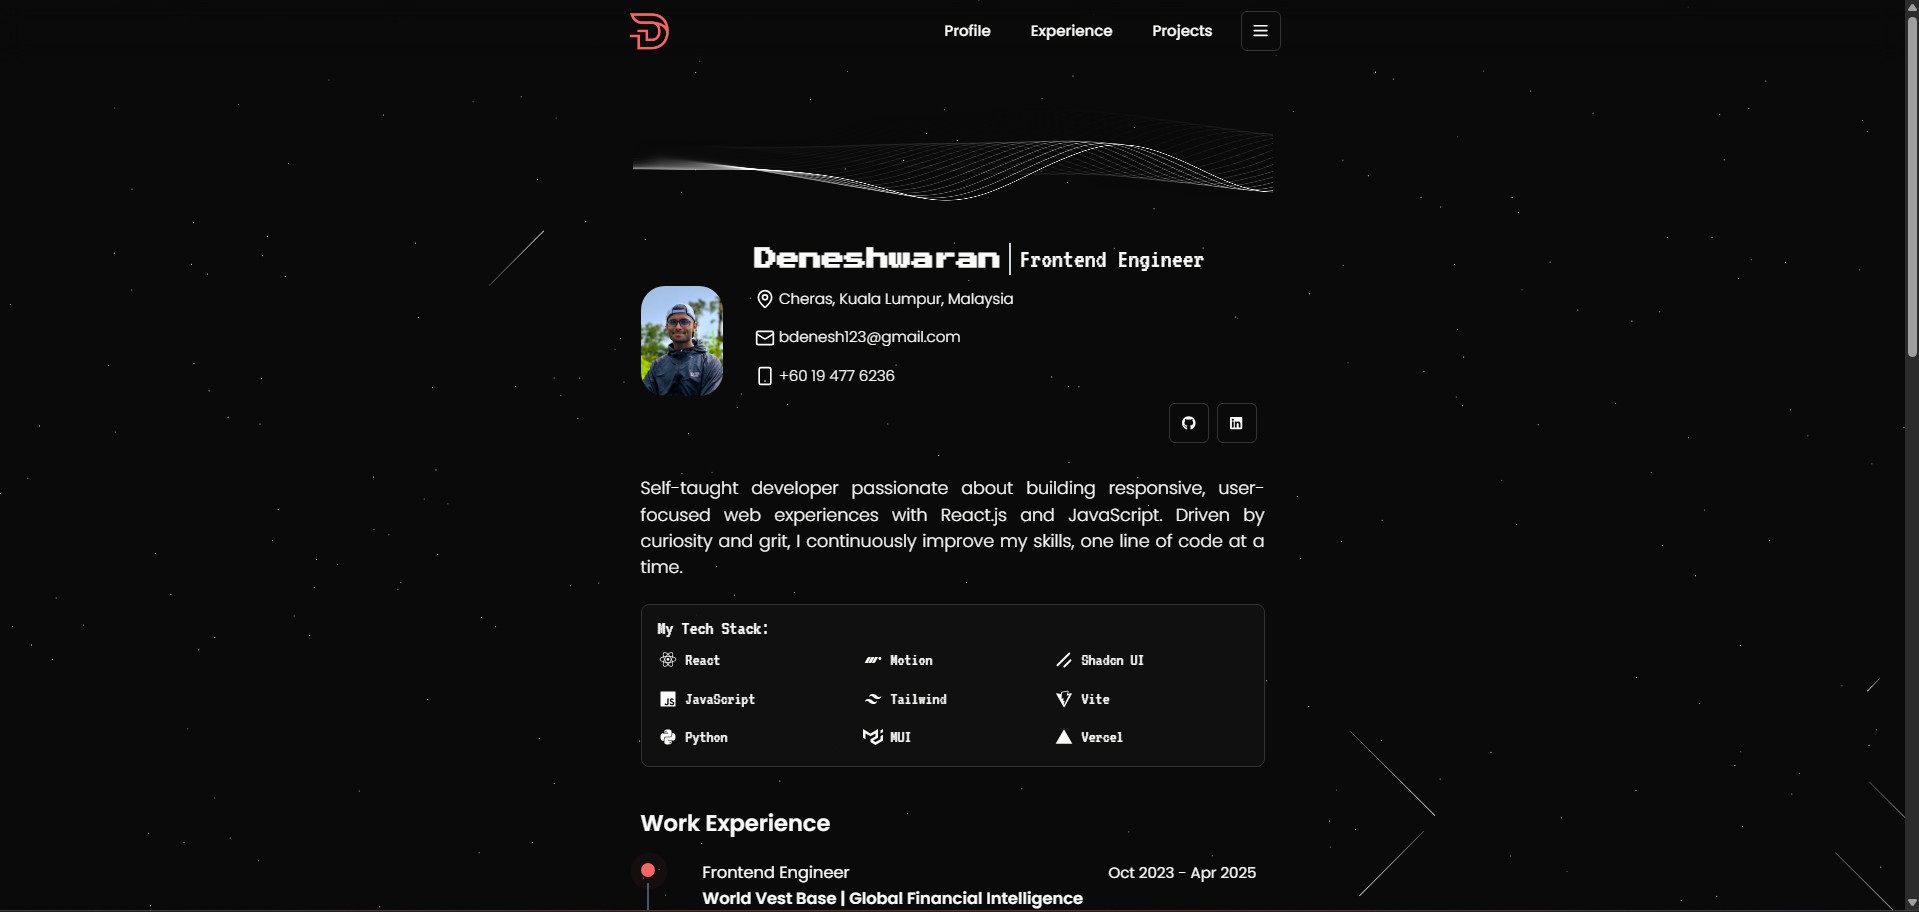 Profile Experience Projects
Deneshwaran | Frontend Engineer
Cheras, Kuala Lumpur, Malaysia
bdenesh123@gmail.com
+60 19 477 6236
Self-taught developer passionate about building responsive, user-
focused web experiences with React.js and JavaScript. Driven by
curiosity and grit, I continuously improve my skills, one line of code at a
time.
My Tech Stack:
React Motion Shadcn UI
JavaScript Tailwind Vite
Python MUI Vercel
Work Experience
Frontend Engineer Oct 2023 - Apr 2025
World Vest Base | Global Financial Intelligence